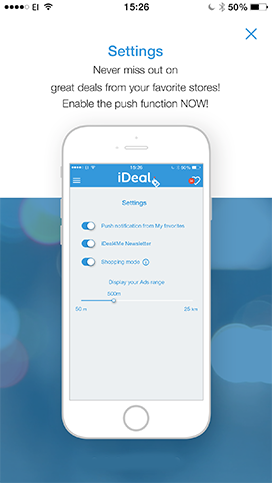 EI 15:26 50%
Settings
Never miss out on
great deals from your favorite stores!
Enable the push function NOW!
15:26 50%
iDeal
Settings
Push notification from My favorites
iDeal4Me Newsletter
Shopping mode
Display your Ads range
500m
50 m 25 km